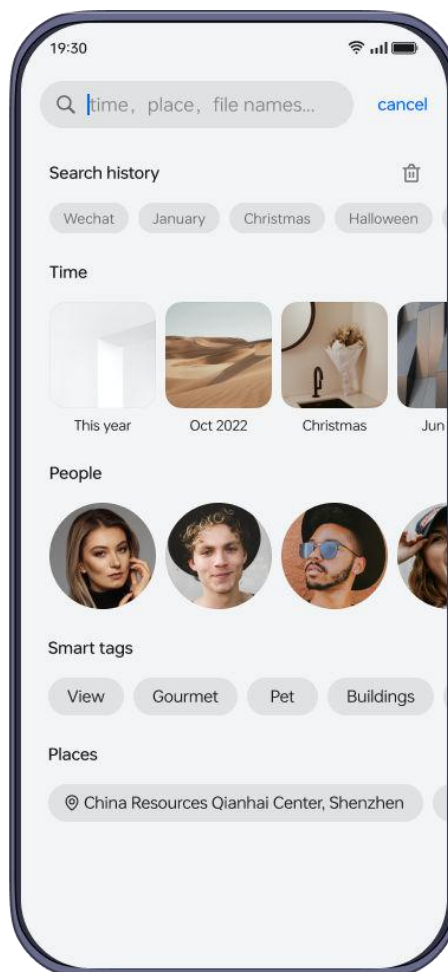 19:30
time, place, file names...
cancel
Search history
Wechat January Christmas Halloween
Time
This year Oct 2022 Christmas Jun
People
Smart tags
View Gourmet Pet Buildings
Places
China Resources Qianhai Center, Shenzhen